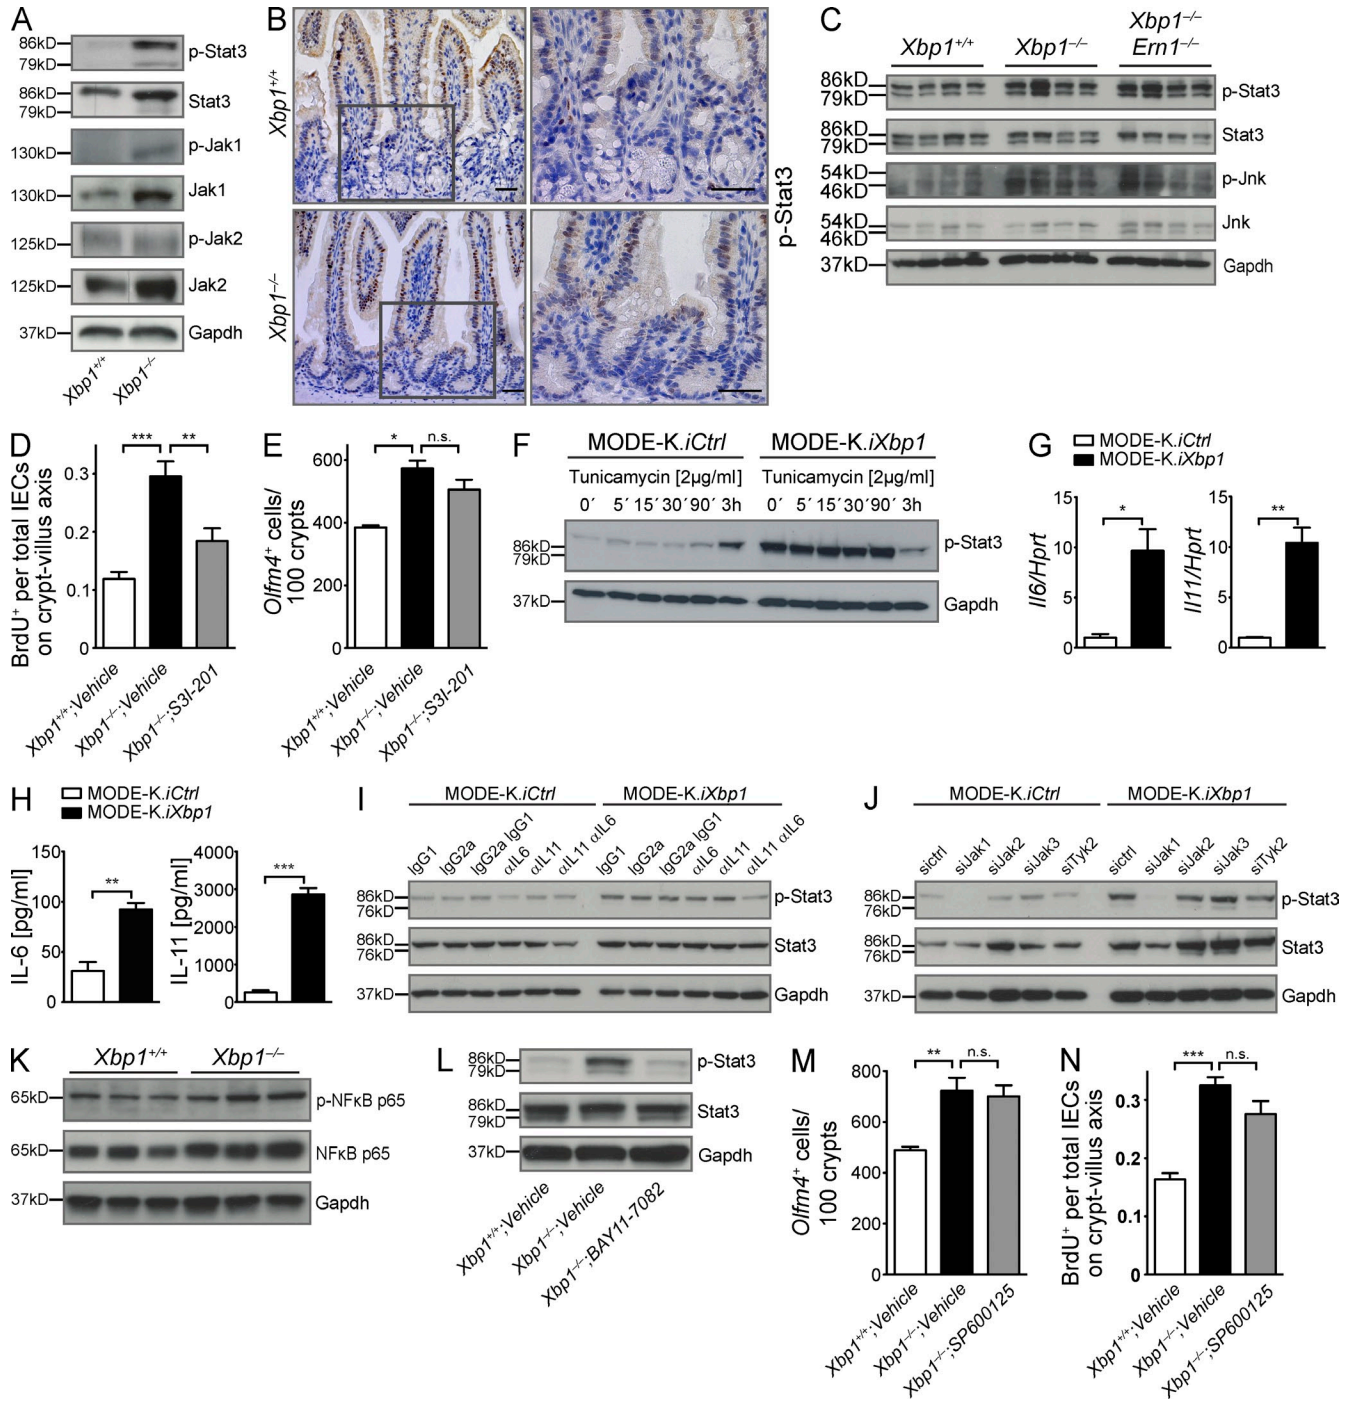 A
86kD
79kD
p-Stat3
86kD
79kD
Stat3
130kD
p-Jak1
130kD
Jak1
125kD
p-Jak2
125kD
Jak2
37kD
Gapdh
Xbp1+/+
Xbp1–/–
B
Xbp1+/+
Xbp1–/–
p-Stat3
C
Xbp1+/+
Xbp1–/–
Xbp1–/–
Ern1–/–
86kD
79kD
p-Stat3
86kD
79kD
Stat3
54kD
46kD
p-Jnk
54kD
46kD
Jnk
37kD
Gapdh
D
BrdU+ per total IECs
on crypt-villus axis
0.3
0.2
0.1
0
***
**
Xbp1+/+;Vehicle
Xbp1–/–;Vehicle
Xbp1–/–;S3I-201
E
Olfm4+ cells/
100 crypts
600
400
200
0
*
n.s.
Xbp1+/+;Vehicle
Xbp1–/–;Vehicle
Xbp1–/–;S3I-201
F
MODE-K.iCtrl
MODE-K.iXbp1
Tunicamycin [2µg/ml]
Tunicamycin [2µg/ml]
0´ 5´ 15´ 30´ 90´ 3h
0´ 5´ 15´ 30´ 90´ 3h
86kD
79kD
p-Stat3
37kD
Gapdh
G
MODE-K.iCtrl
MODE-K.iXbp1
Il6/Hprt
15
10
5
0
*
Il11/Hprt
15
10
5
0
**
H
MODE-K.iCtrl
MODE-K.iXbp1
IL-6 [pg/ml]
150
100
50
0
**
IL-11 [pg/ml]
4000
3000
2000
1000
0
***
I
MODE-K.iCtrl
MODE-K.iXbp1
IgG1
IgG2a
IgG2a IgG1
αIL6
αIL11
αIL11 αIL6
IgG1
IgG2a
IgG2a IgG1
αIL6
αIL11
αIL11 αIL6
86kD
76kD
p-Stat3
86kD
76kD
Stat3
37kD
Gapdh
J
MODE-K.iCtrl
MODE-K.iXbp1
sictrl
siJak1
siJak2
siJak3
siTyk2
sictrl
siJak1
siJak2
siJak3
siTyk2
86kD
76kD
p-Stat3
86kD
76kD
Stat3
37kD
Gapdh
K
Xbp1+/+
Xbp1–/–
65kD
p-NFκB p65
65kD
NFκB p65
37kD
Gapdh
L
86kD
79kD
p-Stat3
86kD
79kD
Stat3
37kD
Gapdh
Xbp1+/+;Vehicle
Xbp1–/–;Vehicle
Xbp1–/–;BAY11-7082
M
Olfm4+ cells/
100 crypts
800
600
400
200
0
**
n.s.
Xbp1+/+;Vehicle
Xbp1–/–;Vehicle
Xbp1–/–;SP600125
N
BrdU+ per total IECs
on crypt-villus axis
0.3
0.2
0.1
0
***
n.s.
Xbp1+/+;Vehicle
Xbp1–/–;Vehicle
Xbp1–/–;SP600125